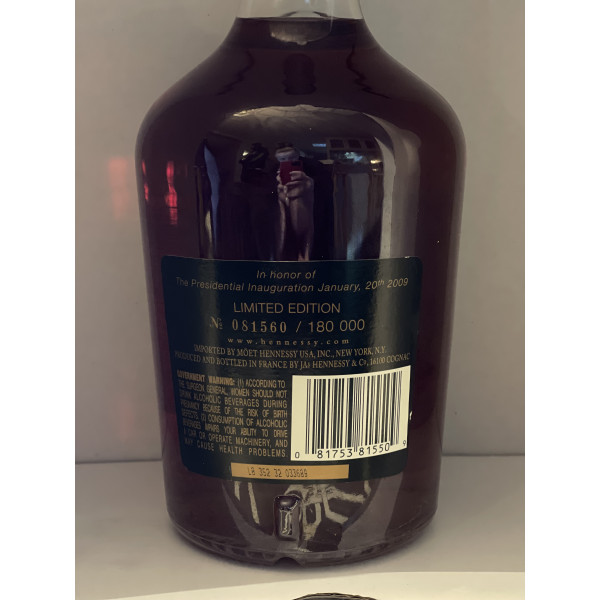 In honor of
The Presidential Inauguration January, 20th 2009
LIMITED EDITION
№ 081560 / 180 000
www.hennessy.com
IMPORTED BY MOËT HENNESSY USA, INC., NEW YORK, N.Y.
PRODUCED AND BOTTLED IN FRANCE BY JAS HENNESSY & Co, 16100 COGNAC
GOVERNMENT WARNING: (1) ACCORDING TO
THE SURGEON GENERAL, WOMEN SHOULD NOT
DRINK ALCOHOLIC BEVERAGES DURING
PREGNANCY BECAUSE OF THE RISK OF BIRTH
DEFECTS. (2) CONSUMPTION OF ALCOHOLIC
BEVERAGES IMPAIRS YOUR ABILITY TO DRIVE
A CAR OR OPERATE MACHINERY, AND
MAY CAUSE HEALTH PROBLEMS
0 81753 81550 9
L8 352 32 033689